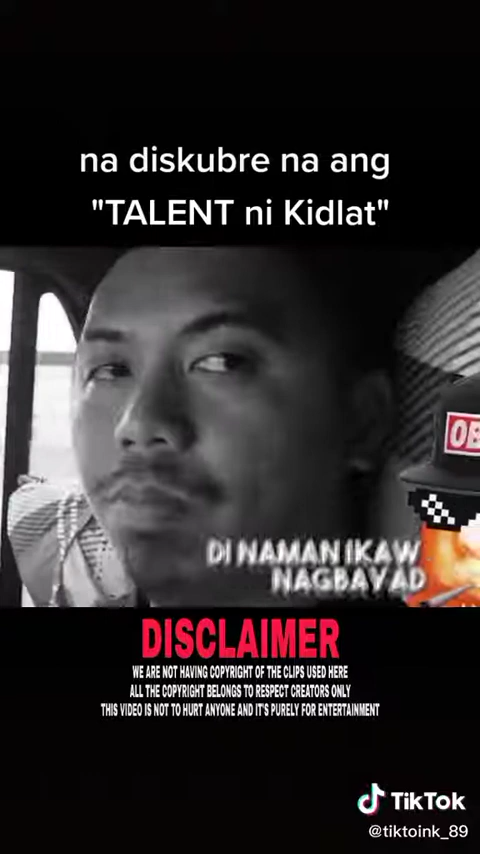 na diskubre na ang
"TALENT ni Kidlat"
OB
DI NAMAN IKAW
NAGBAYAD
DISCLAIMER
WE ARE NOT HAVING COPYRIGHT OF THE CLIPS USED HERE
ALL THE COPYRIGHT BELONGS TO RESPECT CREATORS ONLY
THIS VIDEO IS NOT TO HURT ANYONE AND IT'S PURELY FOR ENTERTAINMENT
TikTok
@tiktoink_89